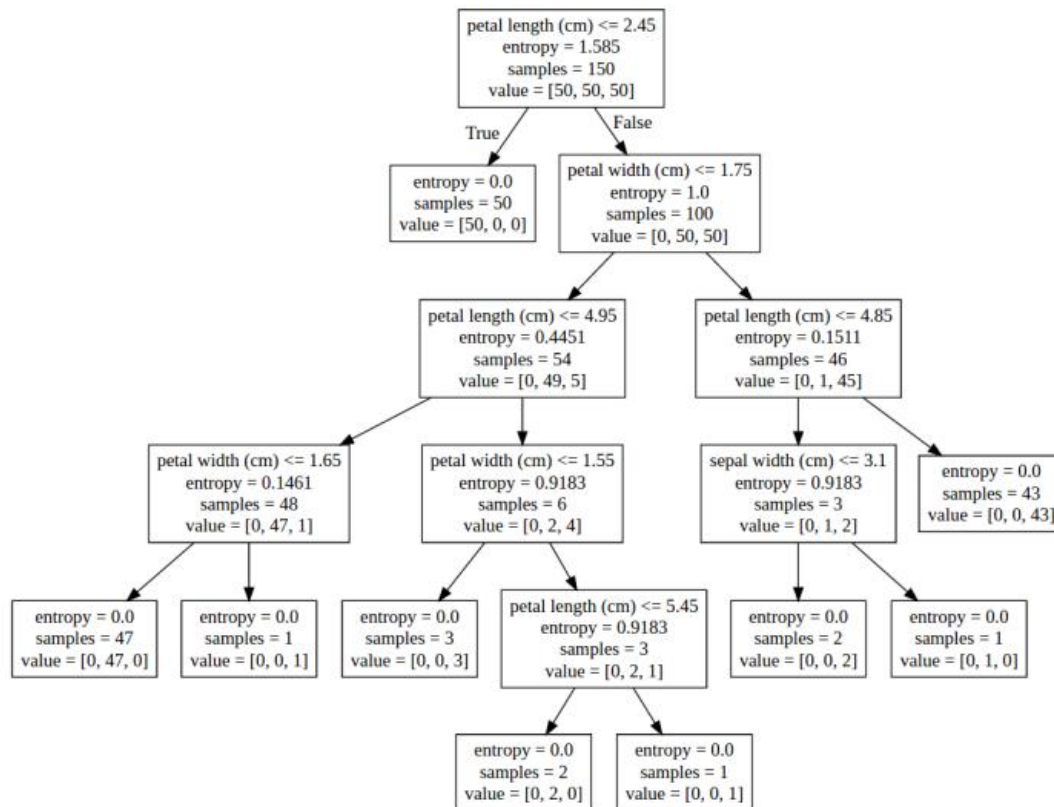 petal length (cm) <= 2.45
entropy = 1.585
samples = 150
value = [50, 50, 50]
True
False
entropy = 0.0
samples = 50
value = [50, 0, 0]
petal width (cm) <= 1.75
entropy = 1.0
samples = 100
value = [0, 50, 50]
petal length (cm) <= 4.95
entropy = 0.4451
samples = 54
value = [0, 49, 5]
petal length (cm) <= 4.85
entropy = 0.1511
samples = 46
value = [0, 1, 45]
petal width (cm) <= 1.65
entropy = 0.1461
samples = 48
value = [0, 47, 1]
petal width (cm) <= 1.55
entropy = 0.9183
samples = 6
value = [0, 2, 4]
sepal width (cm) <= 3.1
entropy = 0.9183
samples = 3
value = [0, 1, 2]
entropy = 0.0
samples = 43
value = [0, 0, 43]
entropy = 0.0
samples = 47
value = [0, 47, 0]
entropy = 0.0
samples = 1
value = [0, 0, 1]
entropy = 0.0
samples = 3
value = [0, 0, 3]
petal length (cm) <= 5.45
entropy = 0.9183
samples = 3
value = [0, 2, 1]
entropy = 0.0
samples = 2
value = [0, 0, 2]
entropy = 0.0
samples = 1
value = [0, 1, 0]
entropy = 0.0
samples = 2
value = [0, 2, 0]
entropy = 0.0
samples = 1
value = [0, 0, 1]